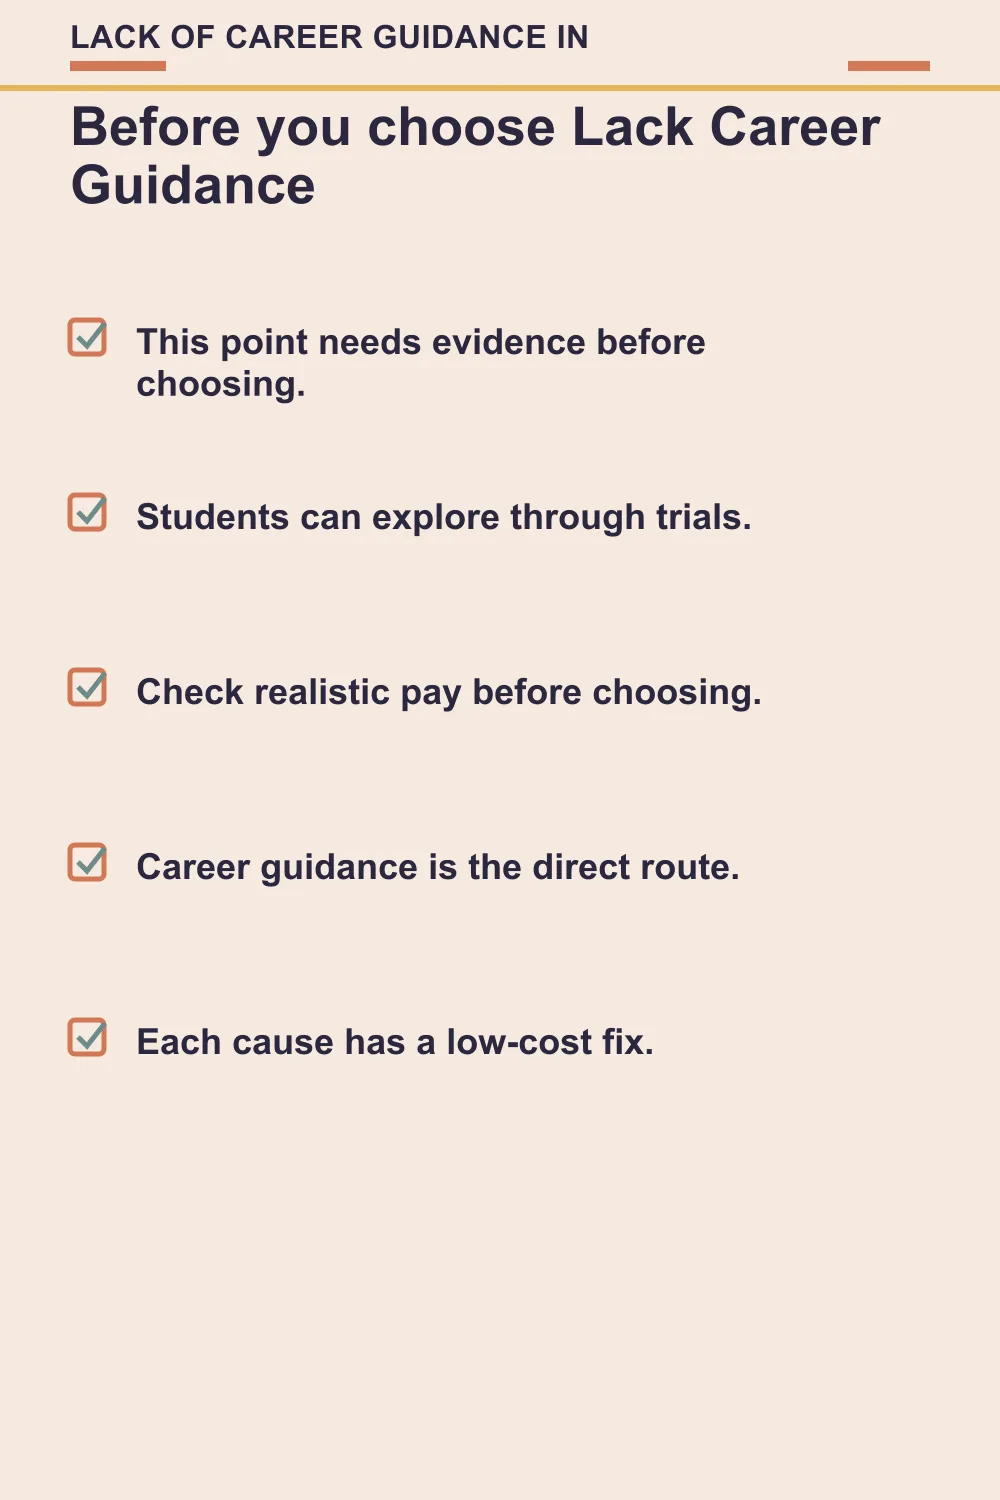 LACK OF CAREER GUIDANCE IN
Before you choose Lack Career
Guidance
This point needs evidence before
choosing.
Students can explore through trials.
Check realistic pay before choosing.
Career guidance is the direct route.
Each cause has a low-cost fix.